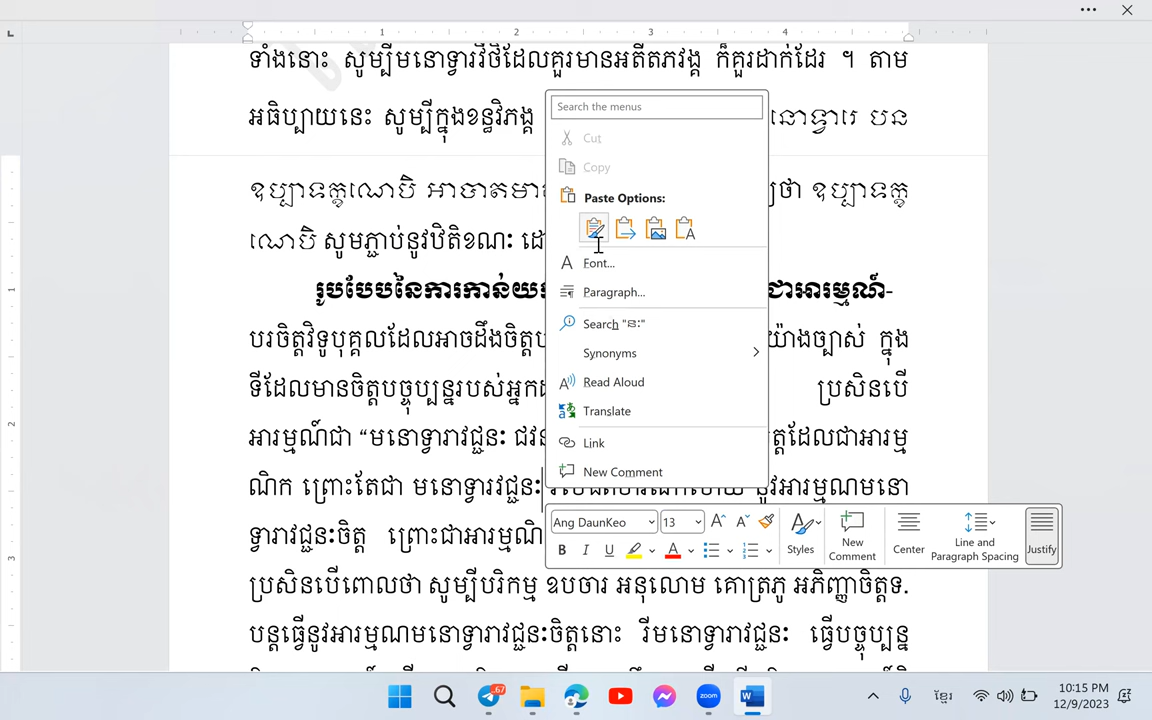 1 2 3 4
ទាំងនោះ សូម្បីមនោទ្វារវិថីដែលគួរមានអតីតភវង្គ ក៏គួរដាក់ដែរ ។ តាម
អធិប្បាយនេះ សូម្បីក្នុងខន្ធវិភង្គ នោទ្វារេ បន
ឧប្បាទក្ខណេបិ អាចាតមារ ្យថា ឧប្បាទក្ខ
ណេបិ សូមភ្ជាប់នូវឋិតិខណៈ
រូបបែបនៃការកាន់យ ជាអារម្មណ៍-
បរចិត្តវិទូបុគ្គលដែលអាចដឹងចិត្តប យ៉ាងច្បាស់ ក្នុង
ទីដែលមានចិត្តបច្ចុប្បន្នរបស់អ្នក ប្រសិនបើ
អារម្មណ៍ជា “មនោទ្វារាវជ្ជនៈ ជវន ត្តដែលជាអារម្ម
ណិក ព្រោះតែជា មនោទ្វារវជ្ជនៈ នូវអារម្មណមនោ
ទ្វារាវជ្ជនៈចិត្ត ព្រោះជាអារម្មណិ
ប្រសិនបើពោលថា សូម្បីបរិកម្ម ឧបចារ អនុលោម គោត្រភូ អភិញ្ញាចិត្តទ.
បន្តធ្វើនូវអារម្មណមនោទ្វារាវជ្ជនៈចិត្តនោះ រីមនោទ្វារាវជ្ជនៈ ធ្វើបច្ចុប្បន្ន
1
2
3
Search the menus
Cut
Copy
Paste Options:
Font...
Paragraph...
Search "នៈ"
Synonyms
Read Aloud
Translate
Link
New Comment
Ang DaunKeo 13
B I U A
Styles
New Comment
Center
Line and Paragraph Spacing
Justify
67
zoom
ខ្មែរ
10:15 PM
12/9/2023